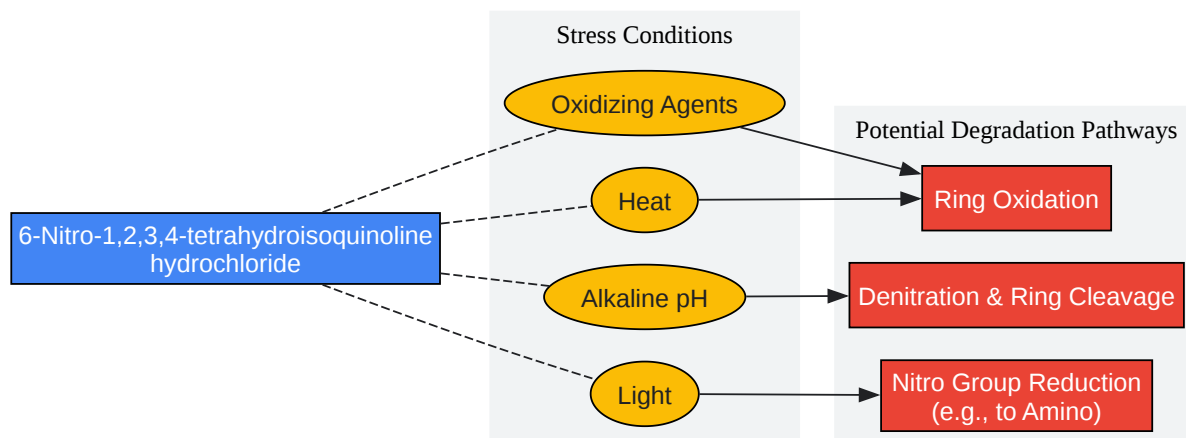 Stress Conditions
Oxidizing Agents
Potential Degradation Pathways
Heat
Ring Oxidation
6-Nitro-1,2,3,4-tetrahydroisoquinoline
hydrochloride
Alkaline pH
Denitration & Ring Cleavage
Light
Nitro Group Reduction
(e.g., to Amino)